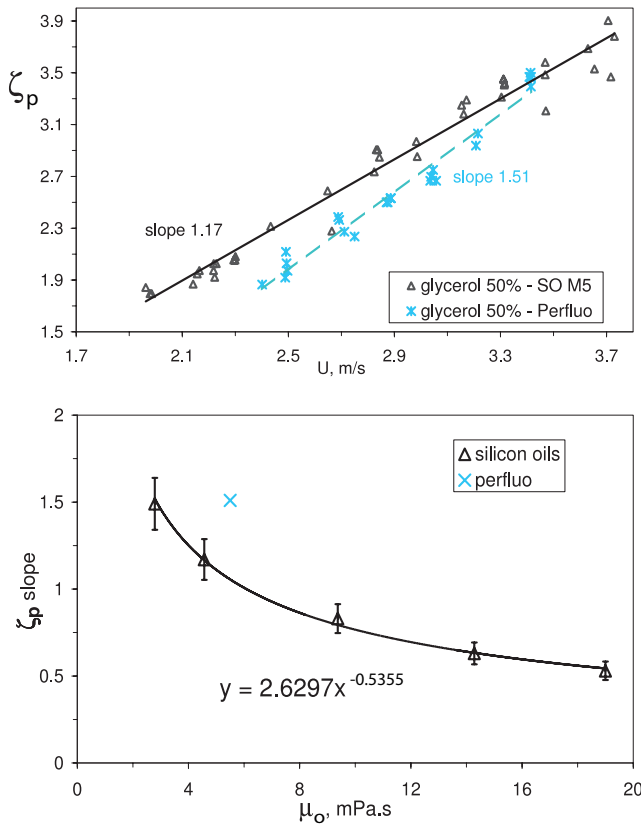 3.9
3.5
3.1
2.7
2.3
1.9
1.5
ζp
slope 1.17
slope 1.51
glycerol 50% - SO M5
glycerol 50% - Perfluo
1.7 2.1 2.5 2.9 3.3 3.7
U, m/s
2
1.5
1
0.5
0
ζp slope
silicon oils
perfluo
y = 2.6297x-0.5355
0 4 8 12 16 20
μo, mPa.s